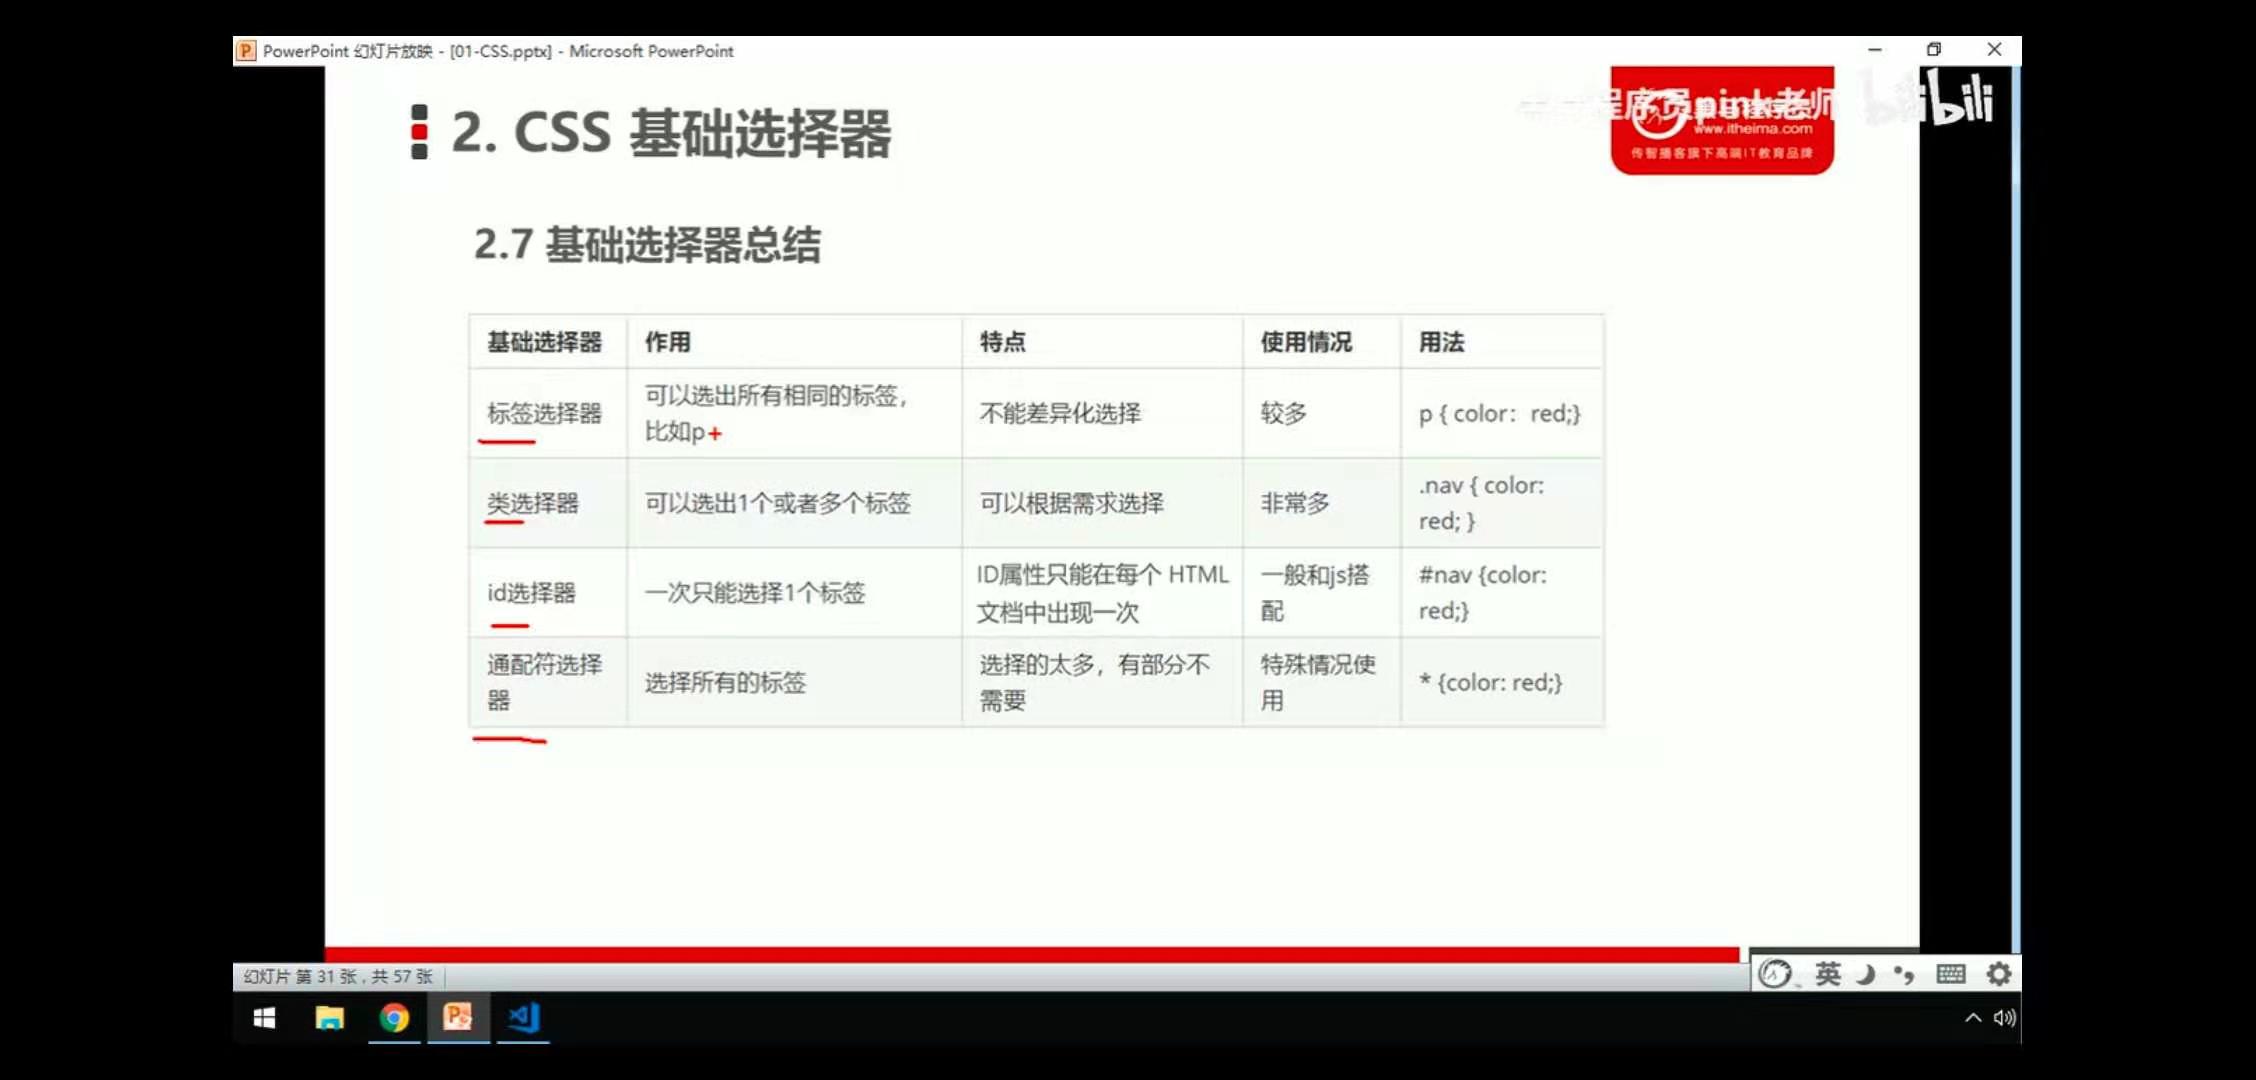 PowerPoint 幻灯片放映 - [01-CSS.pptx] - Microsoft PowerPoint
程序员pink老师
bilibili
www.itheima.com
传智播客旗下高端IT教育品牌
2. CSS 基础选择器
2.7 基础选择器总结
基础选择器 作用 特点 使用情况 用法
标签选择器 可以选出所有相同的标签，
比如p 不能差异化选择 较多 p { color：red;}
类选择器 可以选出1个或者多个标签 可以根据需求选择 非常多 .nav { color:
red; }
id选择器 一次只能选择1个标签 ID属性只能在每个 HTML
文档中出现一次 一般和js搭
配 #nav {color:
red;}
通配符选择
器 选择所有的标签 选择的太多，有部分不
需要 特殊情况使
用 * {color: red;}
幻灯片 第 31 张，共 57 张
英